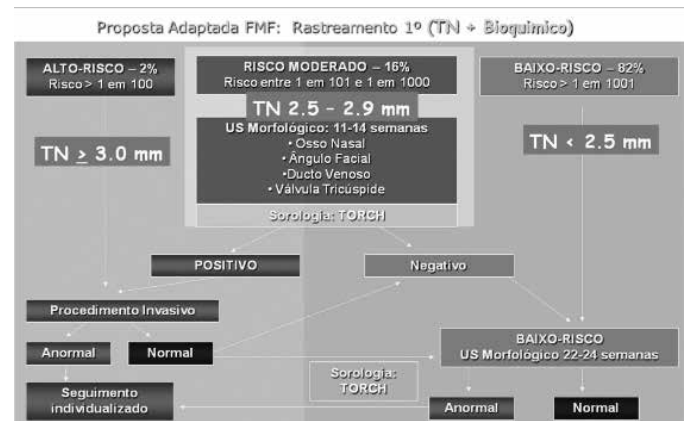 Proposta Adaptada FMF: Rastreamento 1º (TN + Bioquímico)
ALTO-RISCO – 2%
Risco > 1 em 100
RISCO MODERADO – 16%
Risco entre 1 em 101 e 1 em 1000
BAIXO-RISCO – 82%
Risco > 1 em 1001
TN ≥ 3.0 mm
TN 2.5 - 2.9 mm
US Morfológico: 11-14 semanas
• Osso Nasal
• Ângulo Facial
• Ducto Venoso
• Válvula Tricúspide
TN < 2.5 mm
Sorologia: TORCH
POSITIVO
Negativo
Procedimento Invasivo
Anormal
Normal
BAIXO-RISCO
US Morfológico 22-24 semanas
Sorologia:
TORCH
Seguimento
individualizado
Anormal
Normal